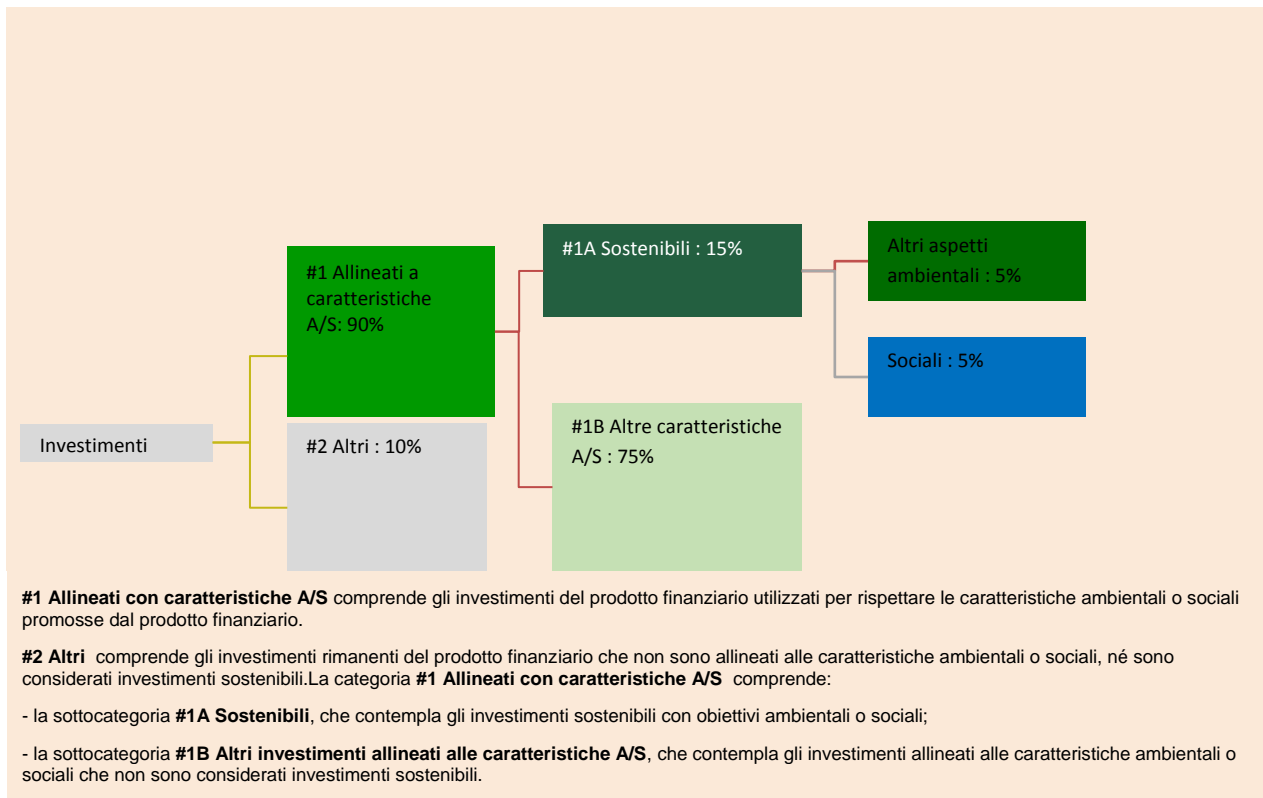 Investimenti
#1 Allineati a
caratteristiche
A/S: 90%
#2 Altri : 10%
#1A Sostenibili : 15%
#1B Altre caratteristiche
A/S : 75%
Altri aspetti
ambientali : 5%
Sociali : 5%
#1 Allineati con caratteristiche A/S comprende gli investimenti del prodotto finanziario utilizzati per rispettare le caratteristiche ambientali o sociali
promosse dal prodotto finanziario.
#2 Altri comprende gli investimenti rimanenti del prodotto finanziario che non sono allineati alle caratteristiche ambientali o sociali, né sono
considerati investimenti sostenibili.La categoria #1 Allineati con caratteristiche A/S comprende:
- la sottocategoria #1A Sostenibili, che contempla gli investimenti sostenibili con obiettivi ambientali o sociali;
- la sottocategoria #1B Altri investimenti allineati alle caratteristiche A/S, che contempla gli investimenti allineati alle caratteristiche ambientali o
sociali che non sono considerati investimenti sostenibili.